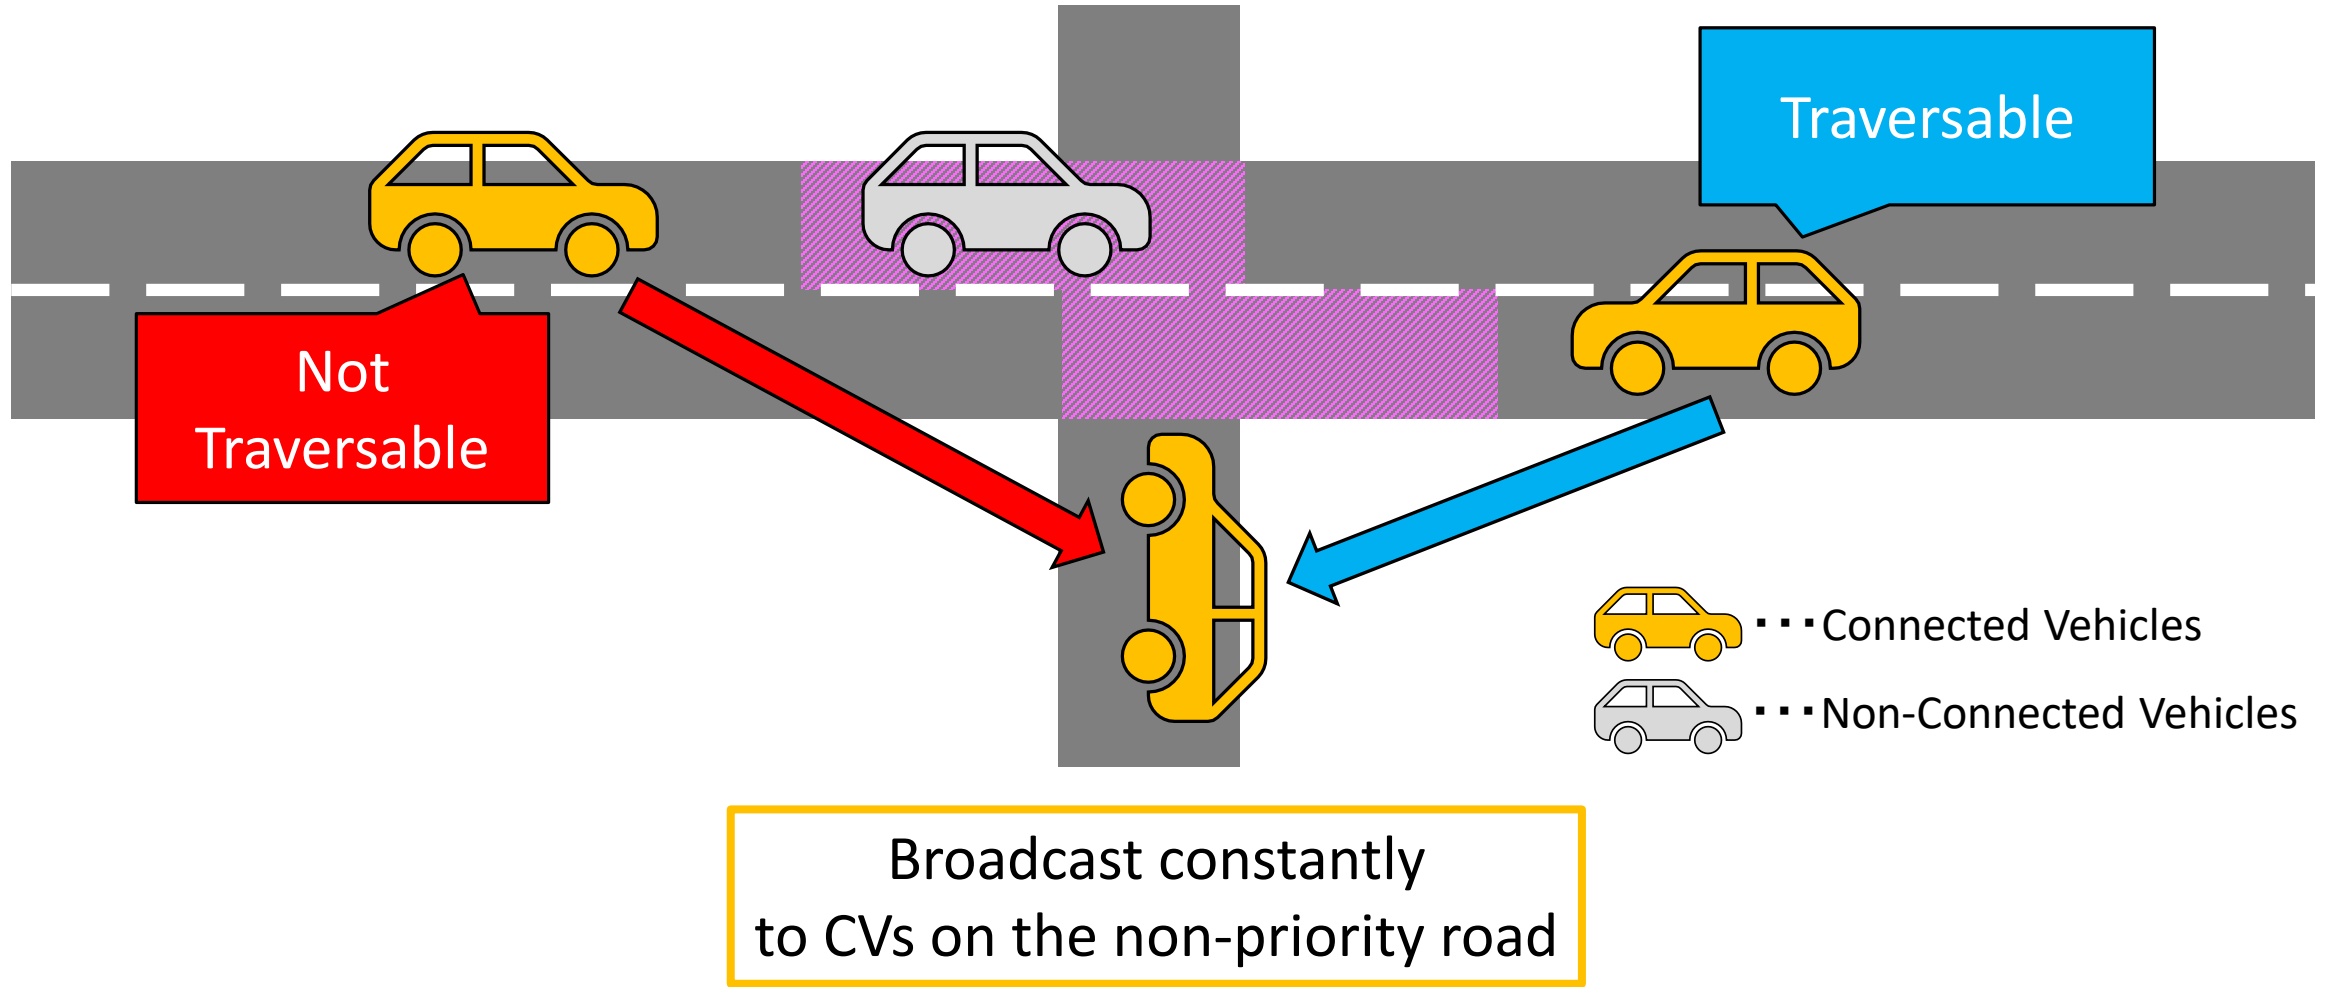 Traversable
Not
Traversable
･･･Connected Vehicles
･･･Non-Connected Vehicles
Broadcast constantly
to CVs on the non-priority road